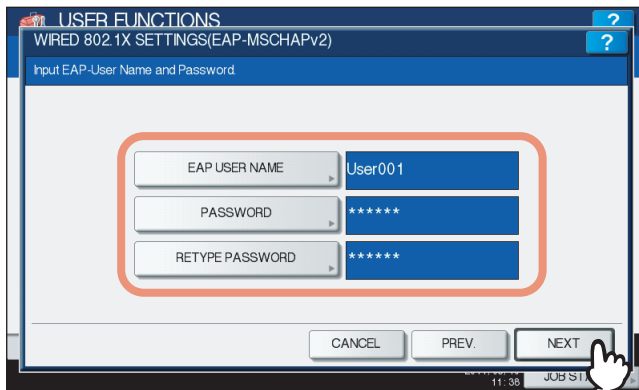 USER FUNCTIONS
?
WIRED 802.1X SETTINGS(EAP-MSCHAPv2)
?
Input EAP-User Name and Password.
EAP USER NAME
User001
PASSWORD
******
RETYPE PASSWORD
******
CANCEL
PREV.
NEXT
11: 38
JOB